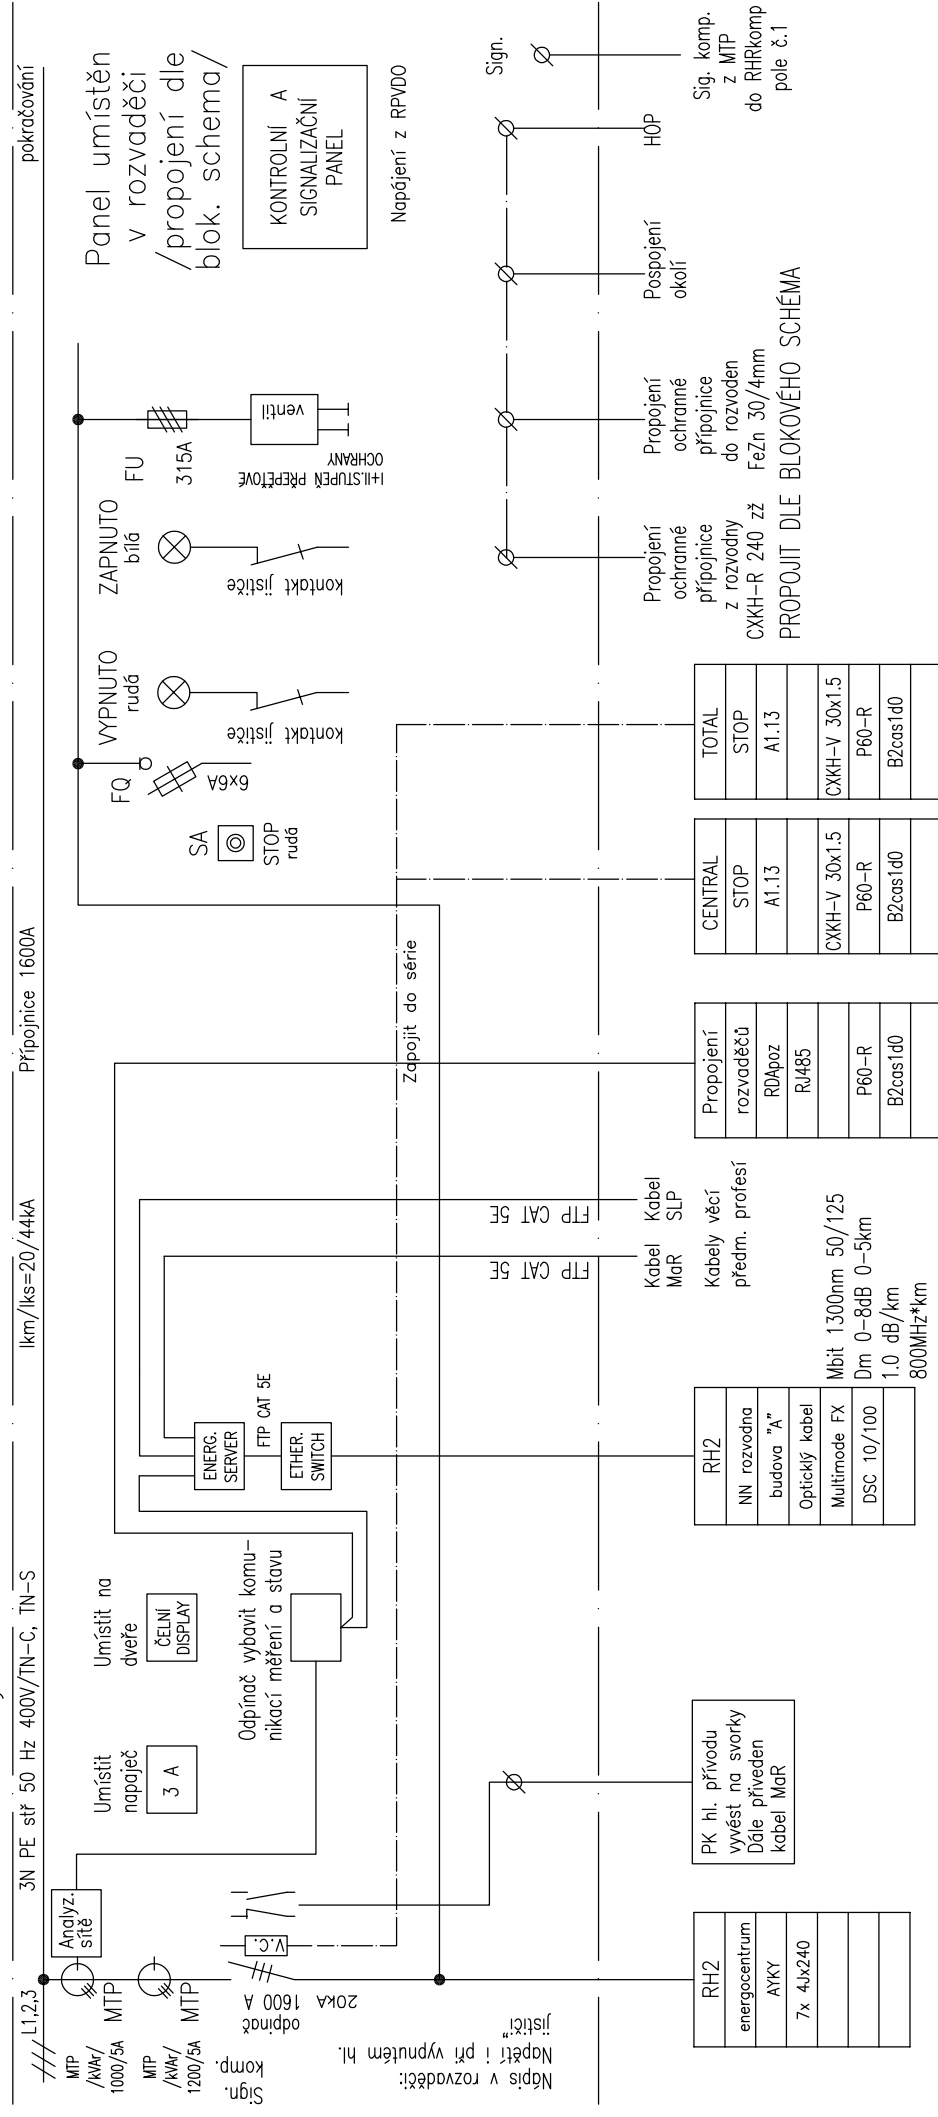 L1,2,3
3N PE stř 50 Hz 400V/TN-C, TN-S
Ikm/Iks=20/44kA
Přípojnice 1600A
pokračování
MTP
/kVAr/
1000/5A
MTP
MTP
/kVAr/
1200/5A
MTP
Sign.
komp.
Analyz.
sítě
Umístit
napaječ
3 A
Umístit na
dveře
ČELNÍ
DISPLAY
V.C.
odpínač
1600 A
20kA
Nápis v rozvaděči:
Napětí i při vypnutém hl.
jističi"
Odpínač vybavit komu-
nikací měření a stavu
ENERG.
SERVER
FTP CAT 5E
ETHER.
SWITCH
FTP CAT 5E
FTP CAT 5E
Zapojit do série
SA
STOP
rudá
FQ
6x6A
VYPNUTO
rudá
kontakt jističe
ZAPNUTO
bílá
kontakt jističe
FU
315A
ventil
I+II.STUPEŇ PŘEPĚŤOVÉ
OCHRANY
Panel umístěn
v rozvaděči
/propojení dle
blok. schema/
KONTROLNÍ A
SIGNALIZAČNÍ
PANEL
Napájení z RPVDO
Sign.
RH2
energocentrum
AYKY
7x 4Jx240
PK hl. přívodu
vyvést na svorky
Dále přiveden
kabel MaR
RH2
NN rozvodna
budova "A"
Optický kabel
Multimode FX
DSC 10/100
Mbit 1300nm 50/125
Dm 0-8dB 0-5km
1.0 dB/km
800MHz*km
Kabel
MaR
Kabel
SLP
Kabely věcí
předm. profesí
Propojení
rozvaděčů
RDApoz
RJ485
P60-R
B2cas1d0
CENTRAL
STOP
A1.13
CXKH-V 30x1.5
P60-R
B2cas1d0
TOTAL
STOP
A1.13
CXKH-V 30x1.5
P60-R
B2cas1d0
Propojení
ochranné
přípojnice
z rozvodny
CXKH-R 240 zž
Propojení
ochranné
přípojnice
do rozvoden
FeZn 30/4mm
PROPOJIT DLE BLOKOVÉHO SCHÉMA
Pospojení
okolí
HOP
Sig. komp.
z MTP
do RHRkomp
pole č.1